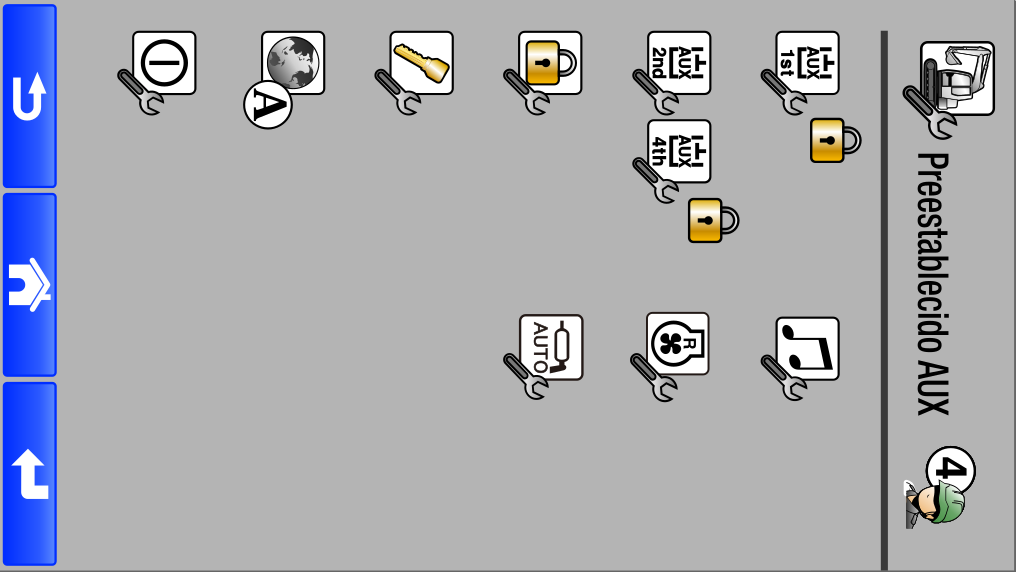 Preestablecido AUX
4
AUX
1st
AUX
2nd
AUX
4th
R
AUTO
A